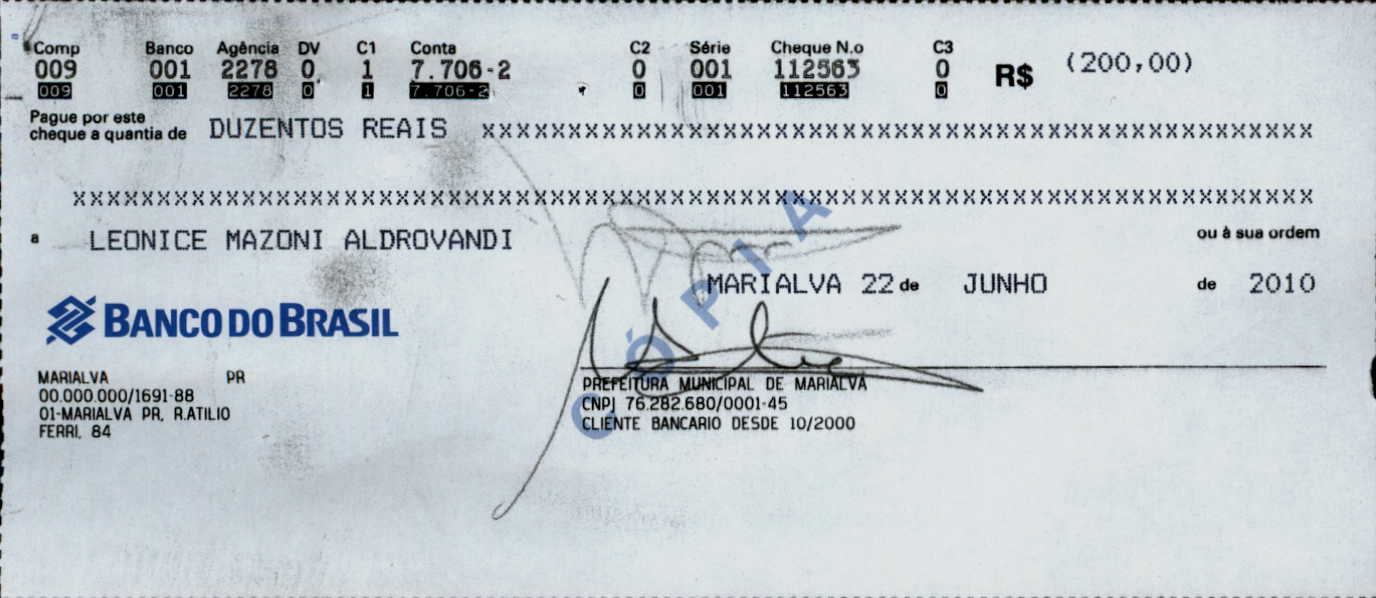 Comp Banco Agência DV C1 Conta C2 Série Cheque N.o C3
009 001 2278 0 1 7.706-2 0 001 112563 0 R$ (200,00)
009 001 2278 0 1 7.706-2 0 001 112563 0
Pague por este
cheque a quantia de DUZENTOS REAIS xxxxxxxxxxxxxxxxxxxxxxxxxxxxxxxxxxxxxxxxxxxxxxxxxxxxxxxxx
xxxxxxxxxxxxxxxxxxxxxxxxxxxxxxxxxxxxxxxxxxxxxxxxxxxxxxxxxxxxxxxxxxxxxxxxxxxxxxxxxxxx
a LEONICE MAZONI ALDROVANDI ou à sua ordem
MARIALVA 22 de JUNHO de 2010
BANCO DO BRASIL
CÓPIA
MARIALVA PR
00.000.000/1691-88
01-MARIALVA PR, R.ATILIO
FERRI, 84
PREFEITURA MUNICIPAL DE MARIALVA
CNPJ 76.282.680/0001-45
CLIENTE BANCARIO DESDE 10/2000